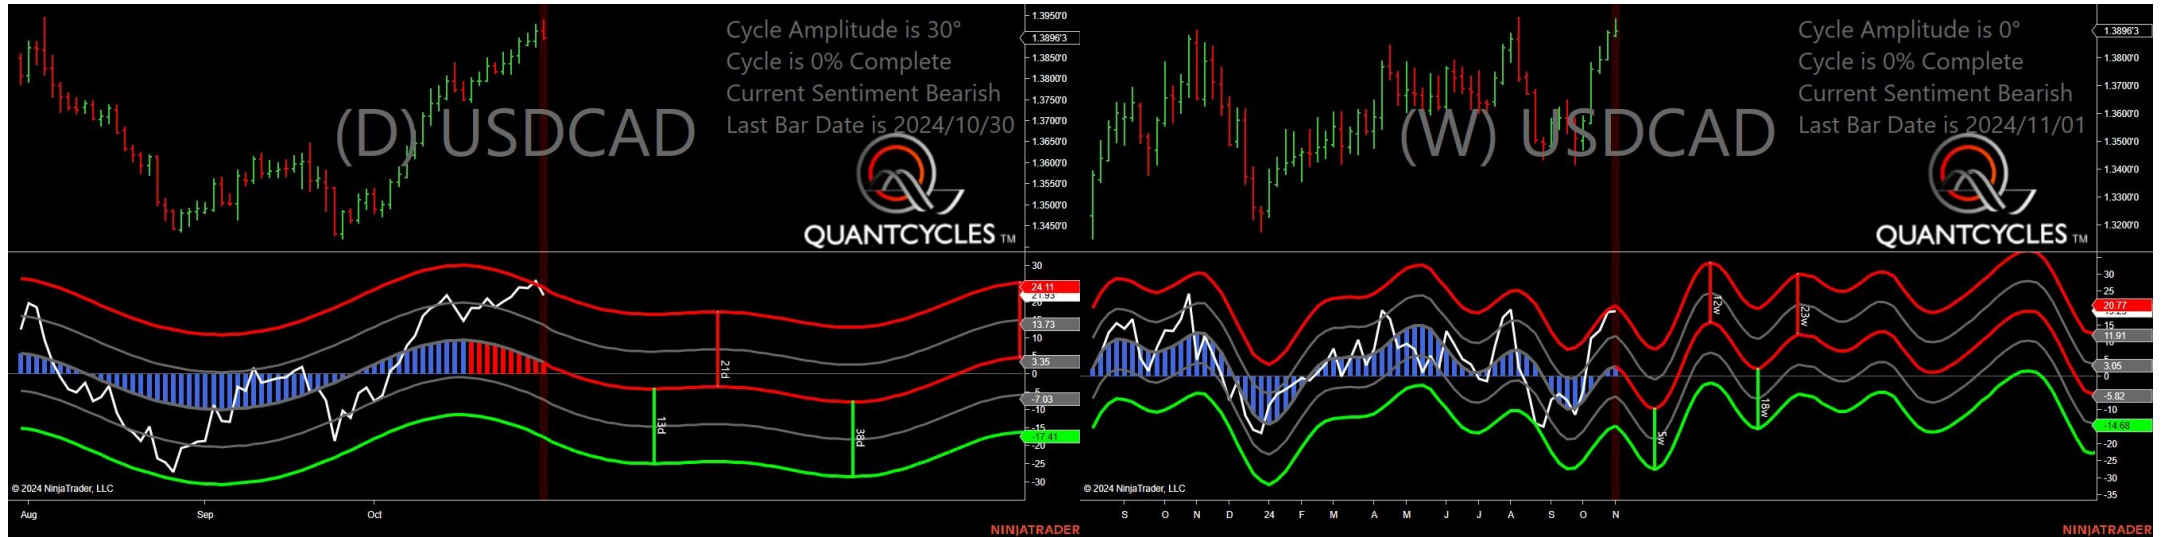 Cycle Amplitude is 30°
Cycle is 0% Complete
Current Sentiment Bearish
Last Bar Date is 2024/10/30
(D) USDCAD
QUANTCYCLES TM
1.3950'0
1.3896'3
1.3850'0
1.3800'0
1.3750'0
1.3700'0
1.3650'0
1.3600'0
1.3550'0
1.3500'0
1.3450'0
30
24.11
21.93
20
13.73
5
3.35
0
-7.03
-10
-15
-17.41
-20
-25
-30
21d
13d
38d
© 2024 NinjaTrader, LLC
Aug
Sep
Oct
NINJATRADER
Cycle Amplitude is 0°
Cycle is 0% Complete
Current Sentiment Bearish
Last Bar Date is 2024/11/01
(W) USDCAD
QUANTCYCLES TM
1.3896'3
1.3800'0
1.3700'0
1.3600'0
1.3500'0
1.3400'0
1.3300'0
1.3200'0
30
25
20.77
15
11.91
10
3.05
0
-5.82
-10
-14.68
-20
-25
-30
-35
12w
23w
5w
18w
© 2024 NinjaTrader, LLC
S O N D 24 F M A M J J A S O N
NINJATRADER